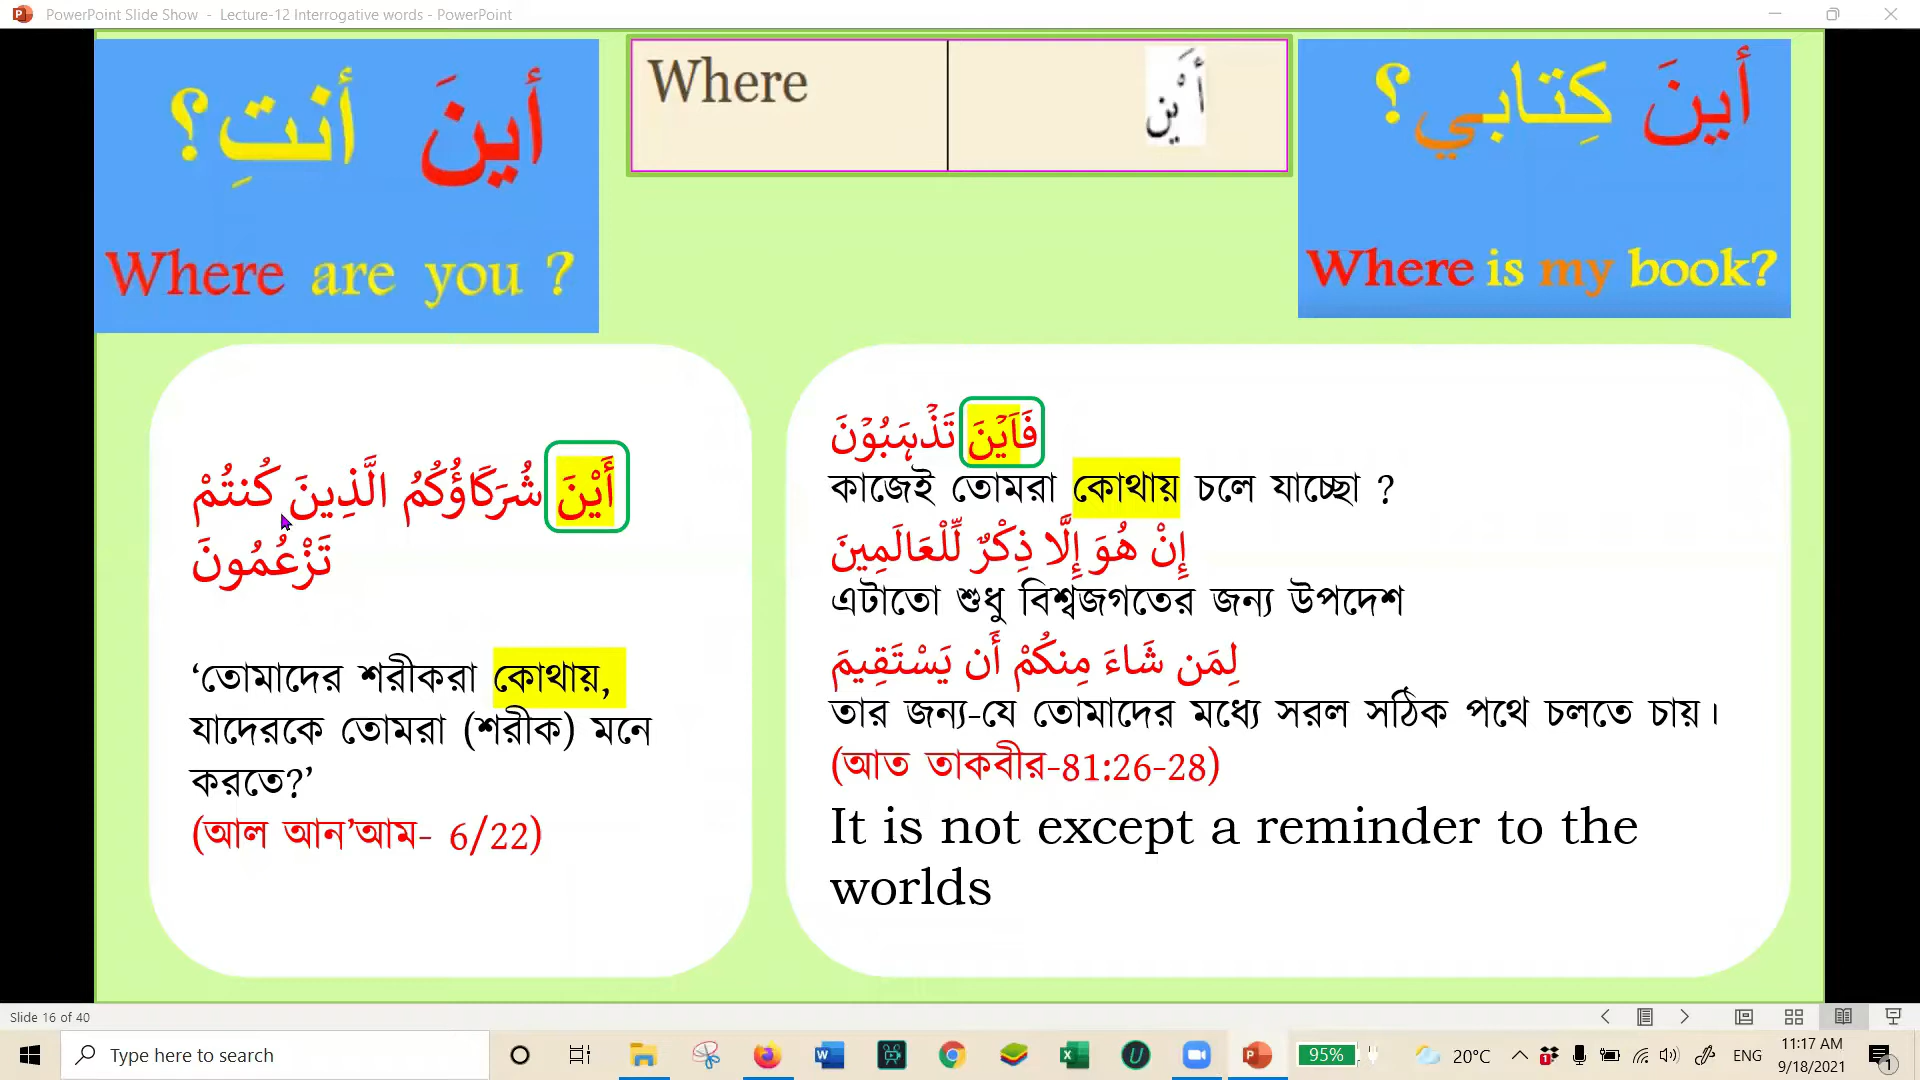 PowerPoint Slide Show - Lecture-12 Interrogative words - PowerPoint
أينَ أنتِ؟
Where are you ?
Where
أَيْن
أينَ كِتابي؟
Where is my book?
أَيْنَ شُرَكَاؤُكُمُ الَّذِينَ كُنتُمْ
تَزْعُمُونَ
‘তোমাদের শরীকরা কোথায়,
যাদেরকে তোমরা (শরীক) মনে
করতে?’
(আল আন’আম- 6/22)
فَاَیۡنَ تَذۡہَبُوۡنَ
কাজেই তোমরা কোথায় চলে যাচ্ছো ?
إِنْ هُوَ إِلَّا ذِكْرٌ لِّلْعَالَمِينَ
এটাতো শুধু বিশ্বজগতের জন্য উপদেশ
لِمَن شَاءَ مِنكُمْ أَن يَسْتَقِيمَ
তার জন্য-যে তোমাদের মধ্যে সরল সঠিক পথে চলতে চায়।
(আত তাকবীর-81:26-28)
It is not except a reminder to the
worlds
Slide 16 of 40
Type here to search
95%
20°C
ENG
11:17 AM
9/18/2021